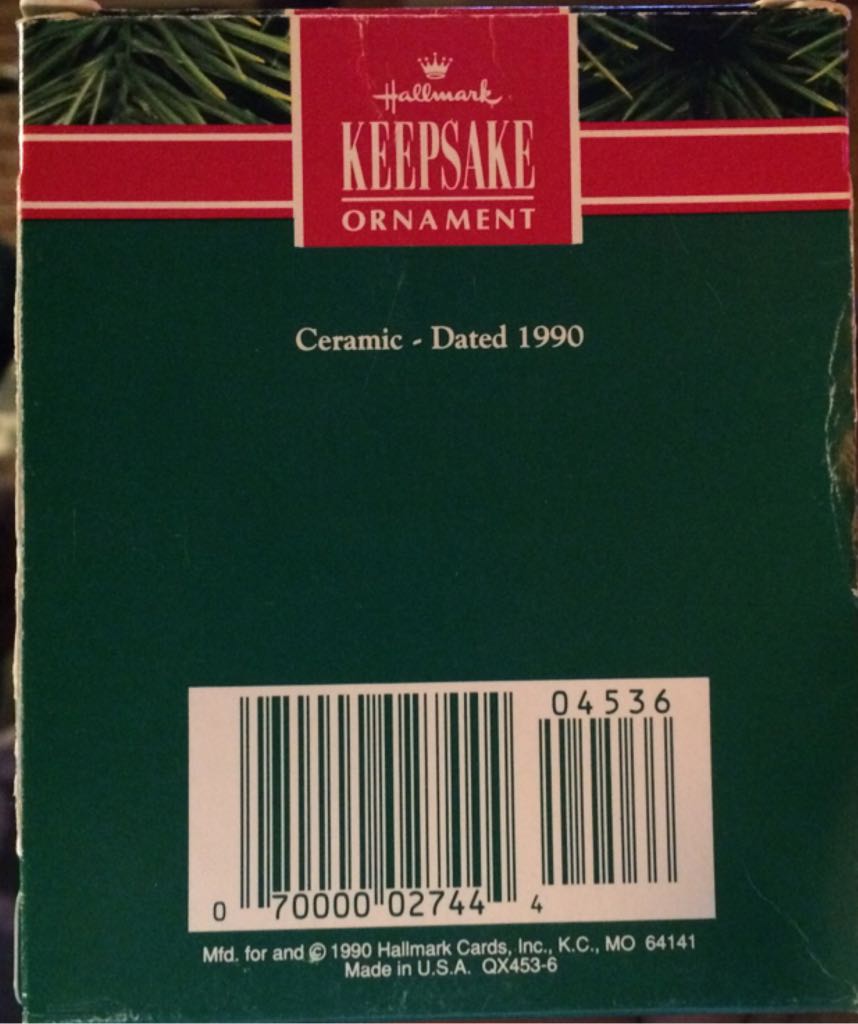 Hallmark
KEEPSAKE
ORNAMENT
Ceramic - Dated 1990
04536
0 70000 02744 4
Mfd. for and © 1990 Hallmark Cards, Inc., K.C., MO 64141
Made in U.S.A. QX453-6